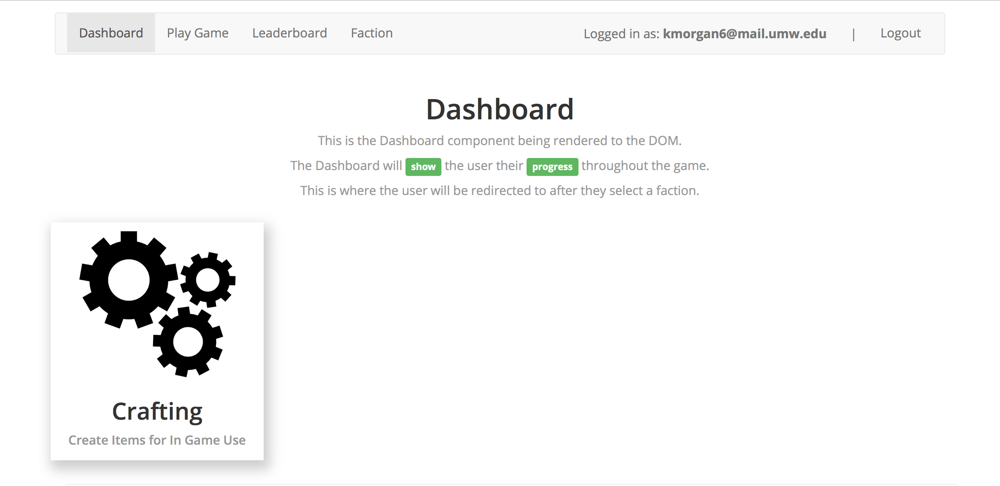 Dashboard Play Game Leaderboard Faction Logged in as: kmorgan6@mail.umw.edu | Logout
Dashboard
This is the Dashboard component being rendered to the DOM.
The Dashboard will show the user their progress throughout the game.
This is where the user will be redirected to after they select a faction.
Crafting
Create Items for In Game Use